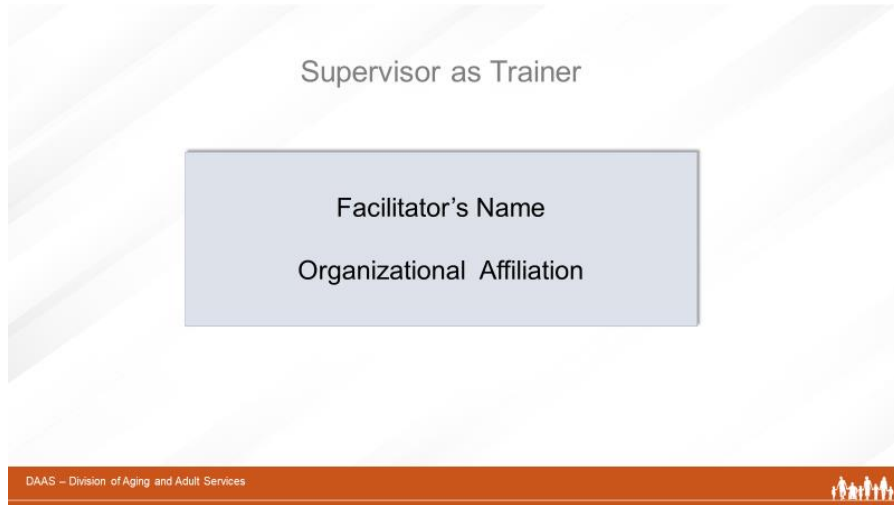 Supervisor as Trainer
Facilitator’s Name
Organizational Affiliation
DAAS – Division of Aging and Adult Services